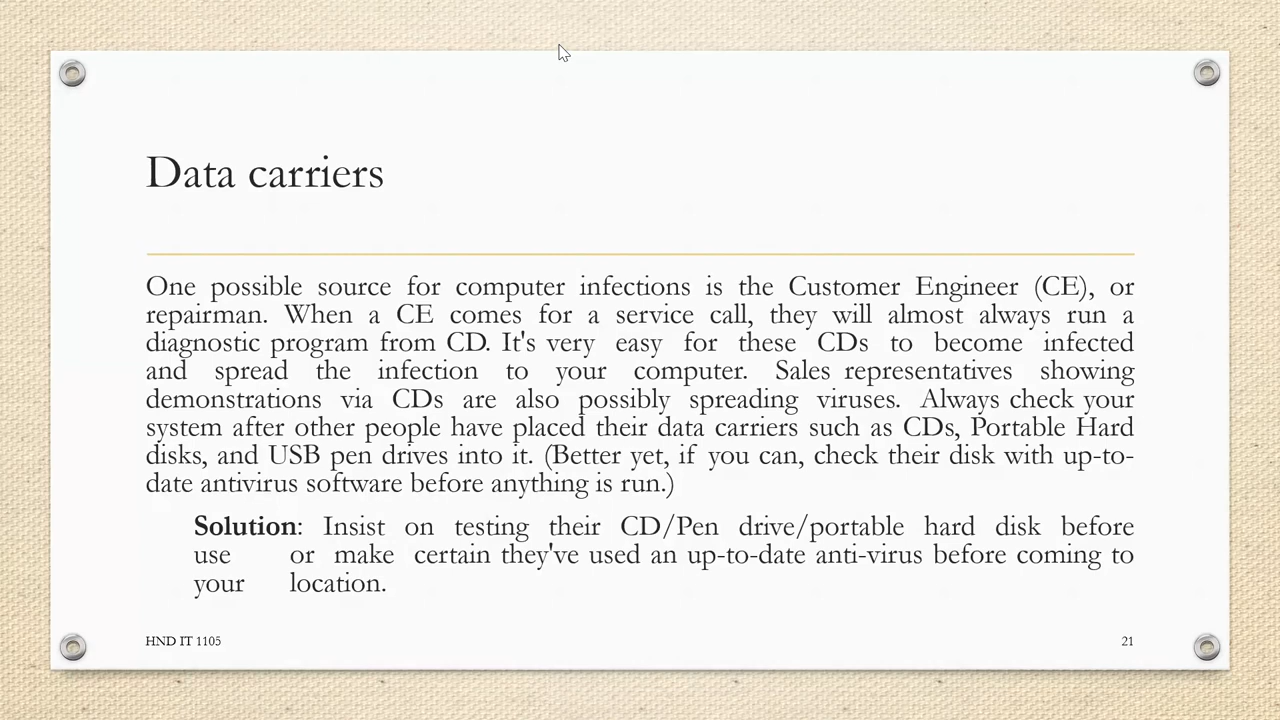 Data carriers
One possible source for computer infections is the Customer Engineer (CE), or
repairman. When a CE comes for a service call, they will almost always run a
diagnostic program from CD. It's very easy for these CDs to become infected
and spread the infection to your computer. Sales representatives showing
demonstrations via CDs are also possibly spreading viruses. Always check your
system after other people have placed their data carriers such as CDs, Portable Hard
disks, and USB pen drives into it. (Better yet, if you can, check their disk with up-to-
date antivirus software before anything is run.)
Solution: Insist on testing their CD/Pen drive/portable hard disk before
use or make certain they've used an up-to-date anti-virus before coming to
your location.
HND IT 1105 21